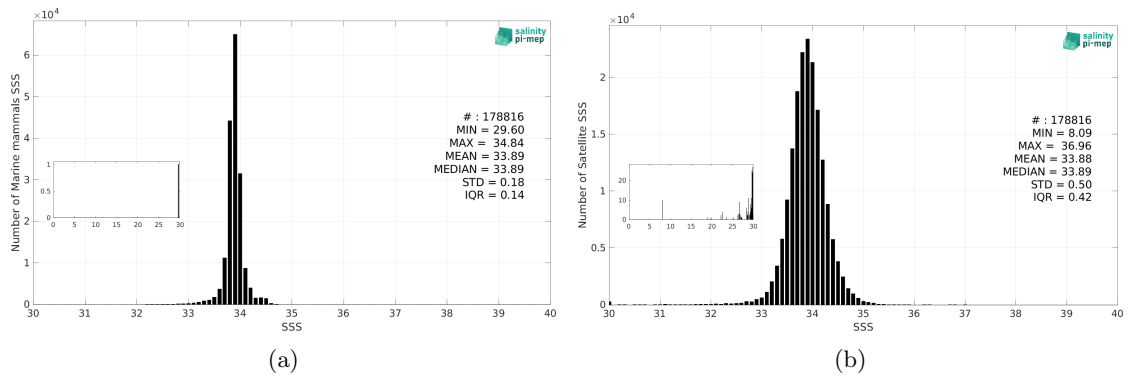 ×10⁴
salinity
pi-mep
# : 178816
MIN = 29.60
MAX = 34.84
MEAN = 33.89
MEDIAN = 33.89
STD = 0.18
IQR = 0.14
Number of Marine mammals SSS
6
5
4
3
2
1
0
1
0.5
0
0 5 10 15 20 25 30
30 31 32 33 34 35 36 37 38 39 40
SSS
(a)
×10⁴
salinity
pi-mep
# : 178816
MIN = 8.09
MAX = 36.96
MEAN = 33.88
MEDIAN = 33.89
STD = 0.50
IQR = 0.42
Number of Satellite SSS
2
1.5
1
0.5
0
20
10
0
0 5 10 15 20 25 30
30 31 32 33 34 35 36 37 38 39 40
SSS
(b)